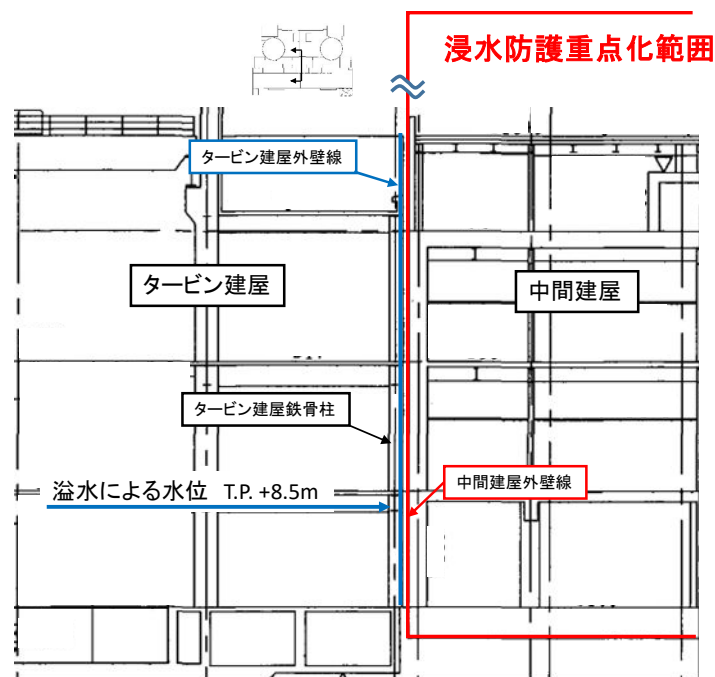 浸水防護重点化範囲
タービン建屋外壁線
タービン建屋
中間建屋
タービン建屋鉄骨柱
溢水による水位 T.P. +8.5m
中間建屋外壁線